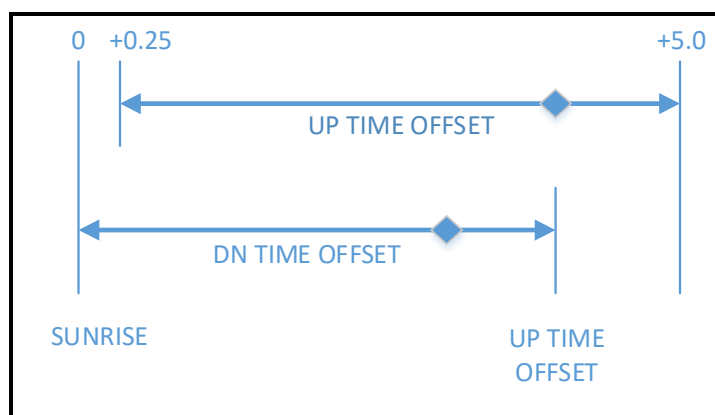 0 +0.25 +5.0
UP TIME OFFSET
DN TIME OFFSET
SUNRISE UP TIME
OFFSET